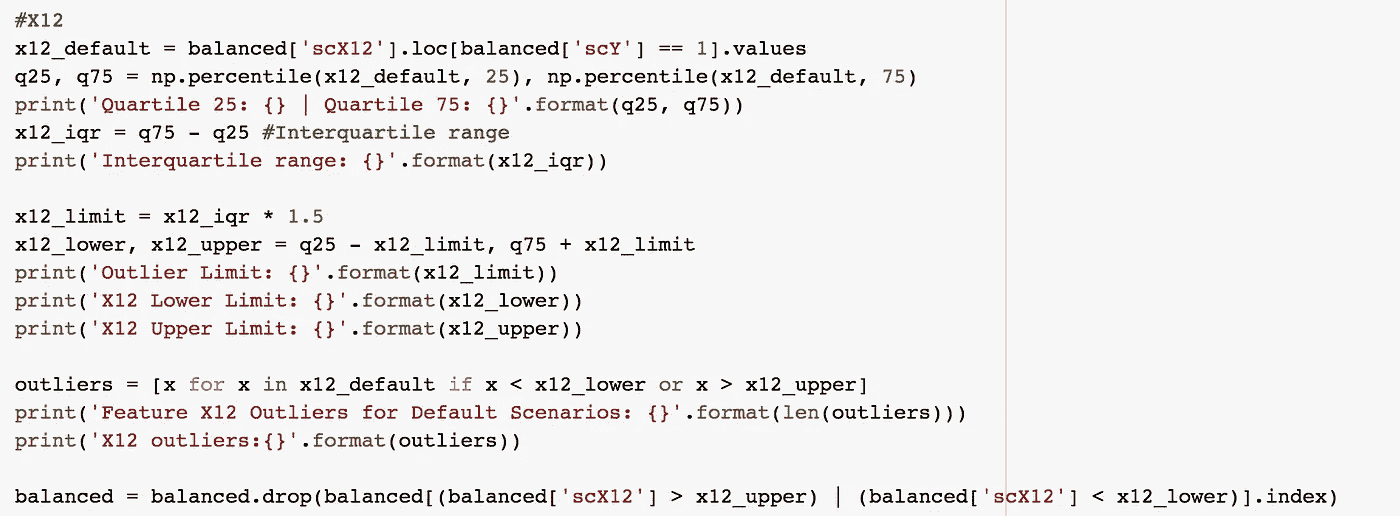 #X12
x12_default = balanced['scX12'].loc[balanced['scY'] == 1].values
q25, q75 = np.percentile(x12_default, 25), np.percentile(x12_default, 75)
print('Quartile 25: {} | Quartile 75: {}'.format(q25, q75))
x12_iqr = q75 - q25 #Interquartile range
print('Interquartile range: {}'.format(x12_iqr))

x12_limit = x12_iqr * 1.5
x12_lower, x12_upper = q25 - x12_limit, q75 + x12_limit
print('Outlier Limit: {}'.format(x12_limit))
print('X12 Lower Limit: {}'.format(x12_lower))
print('X12 Upper Limit: {}'.format(x12_upper))

outliers = [x for x in x12_default if x < x12_lower or x > x12_upper]
print('Feature X12 Outliers for Default Scenarios: {}'.format(len(outliers)))
print('X12 outliers:{}'.format(outliers))

balanced = balanced.drop(balanced[(balanced['scX12'] > x12_upper) | (balanced['scX12'] < x12_lower)].index)